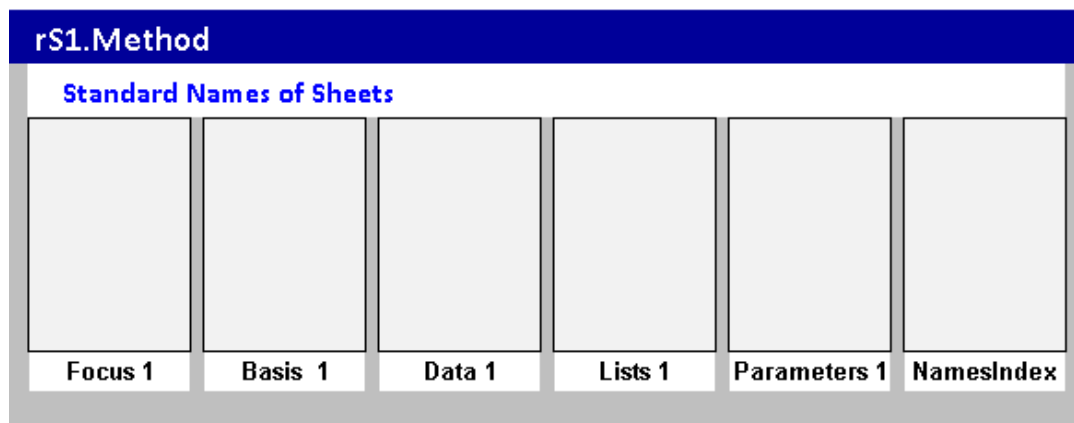 rS1.Method
Standard Names of Sheets
Focus 1 Basis 1 Data 1 Lists 1 Parameters 1 NamesIndex